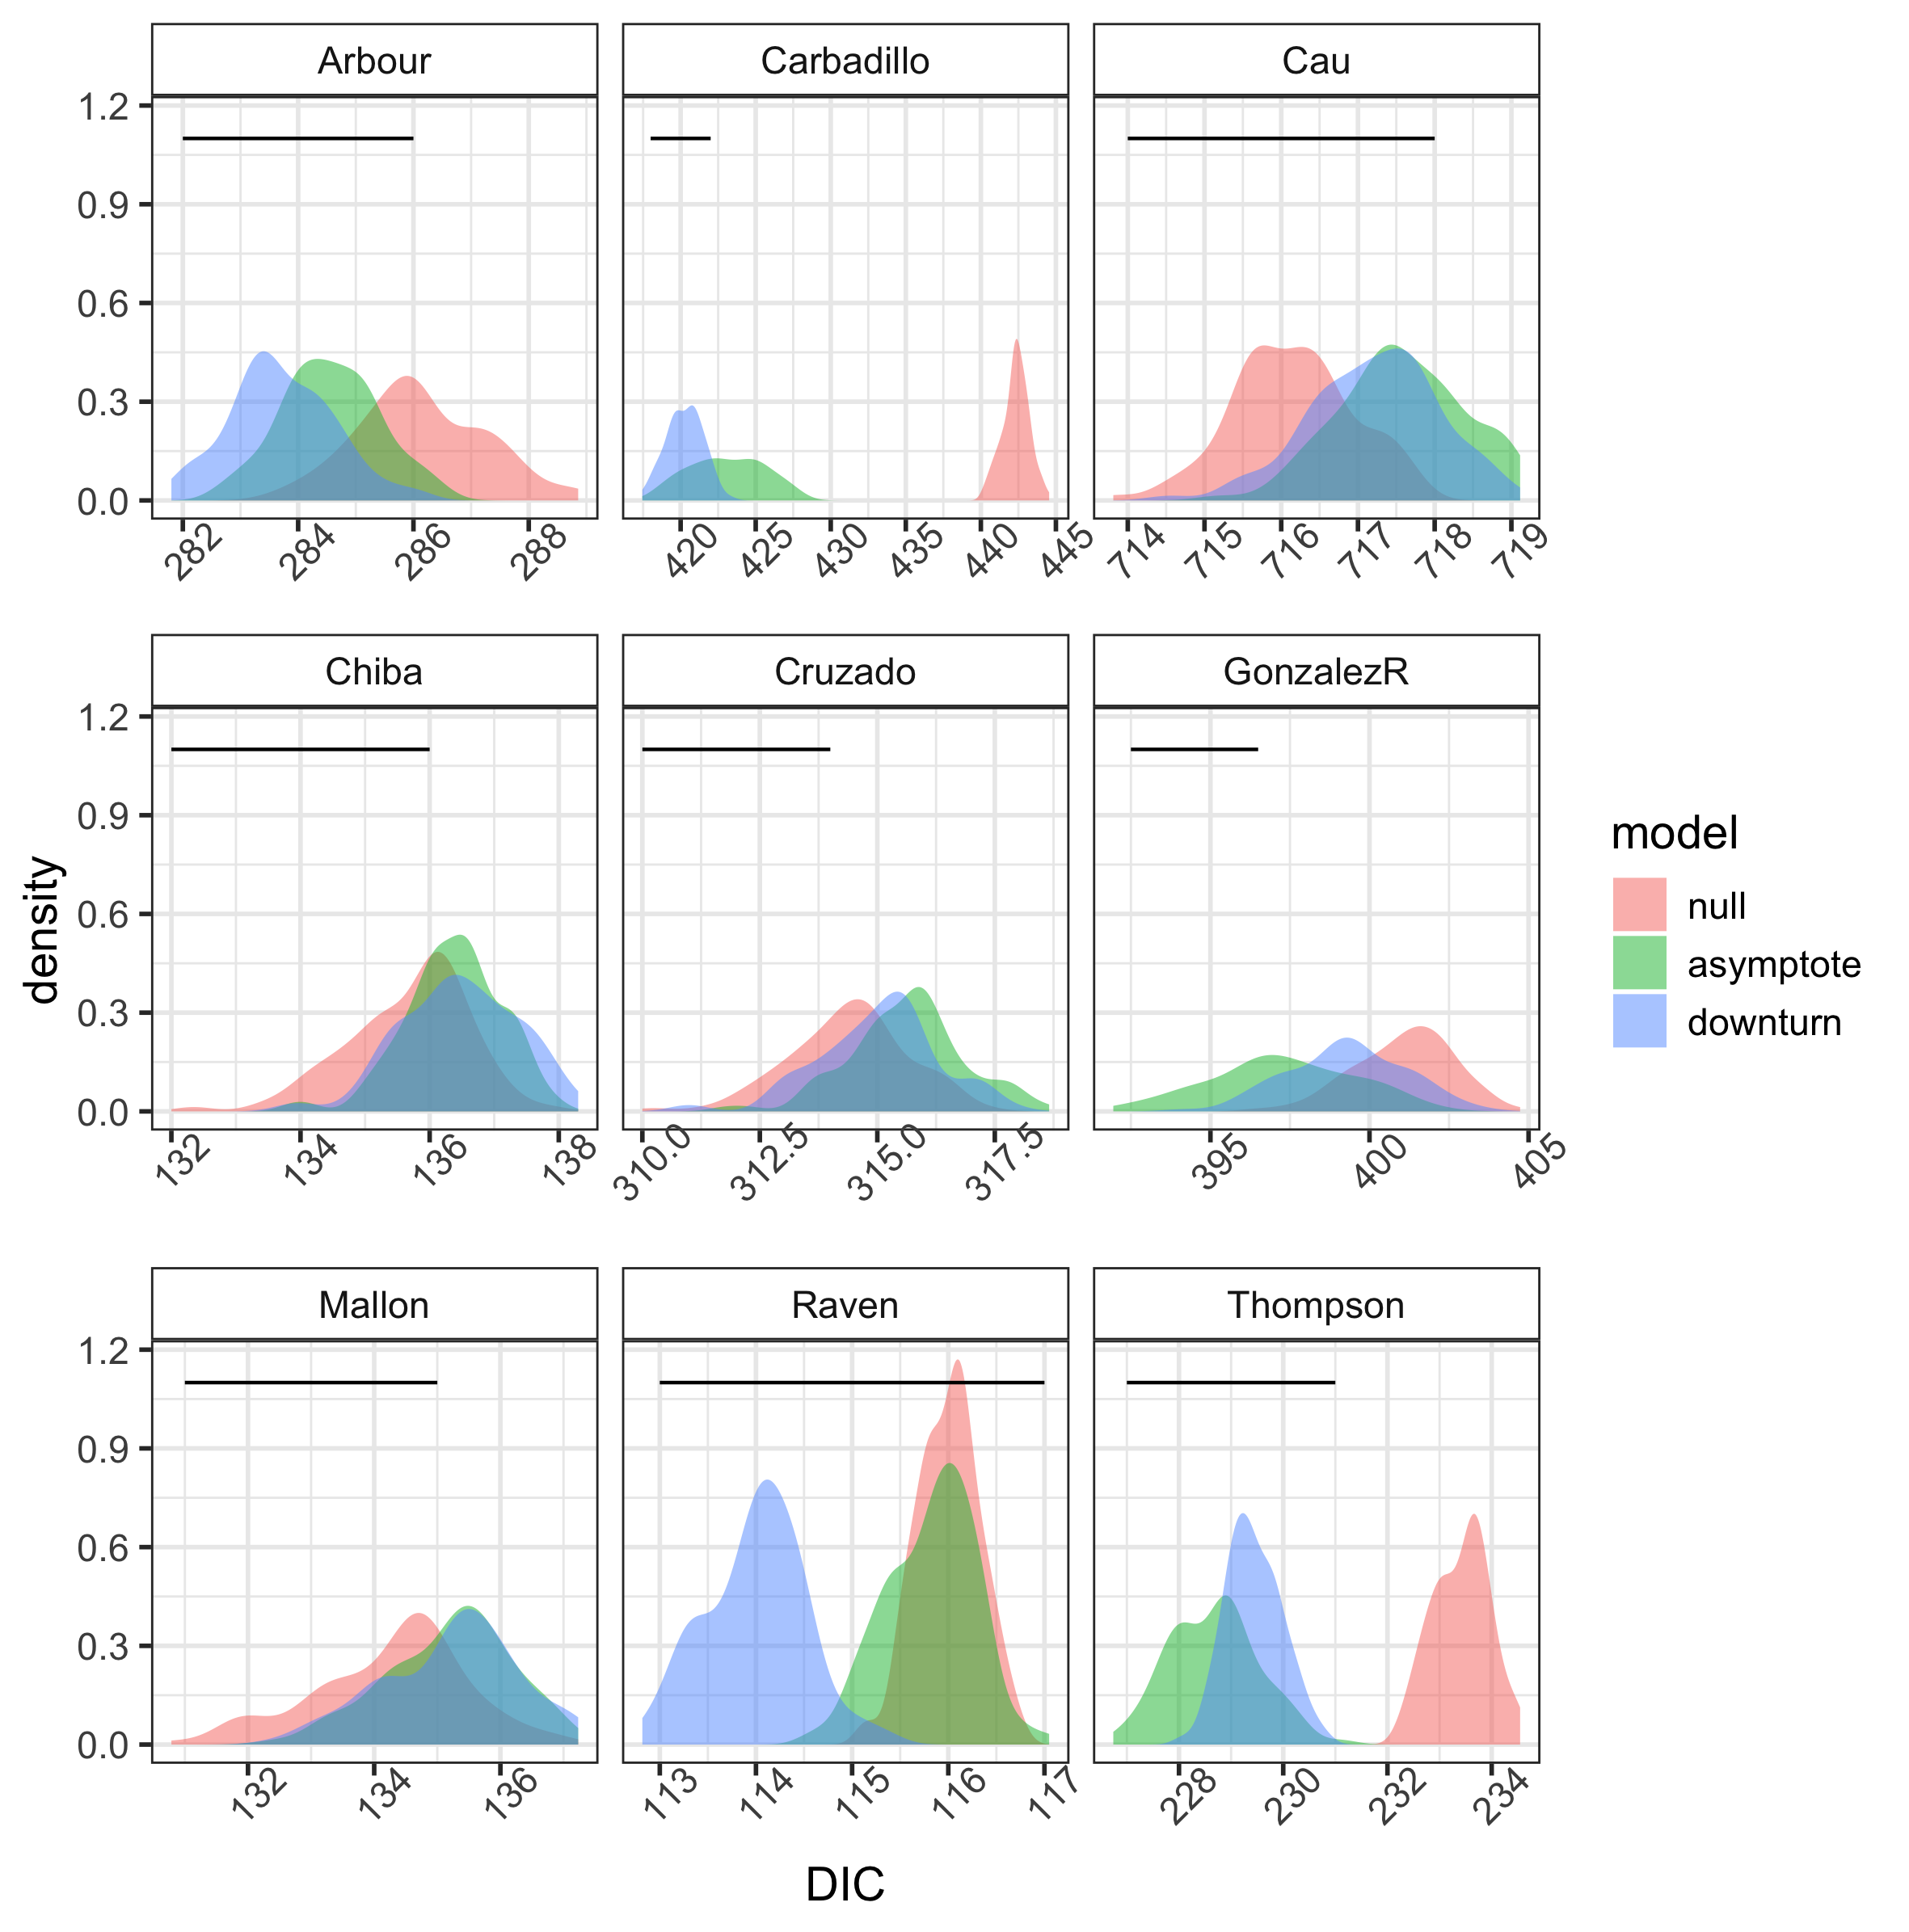 Arbour Carbadillo Cau
1.2
0.9
0.6
0.3
0.0
282 284 286 288 420 425 430 435 440 445 714 715 716 717 718 719
Chiba Cruzado GonzalezR
1.2
0.9
0.6
0.3
0.0
132 134 136 138 310.0 312.5 315.0 317.5 395 400 405
density
model
null
asymptote
downturn
Mallon Raven Thompson
1.2
0.9
0.6
0.3
0.0
132 134 136 113 114 115 116 117 228 230 232 234
DIC